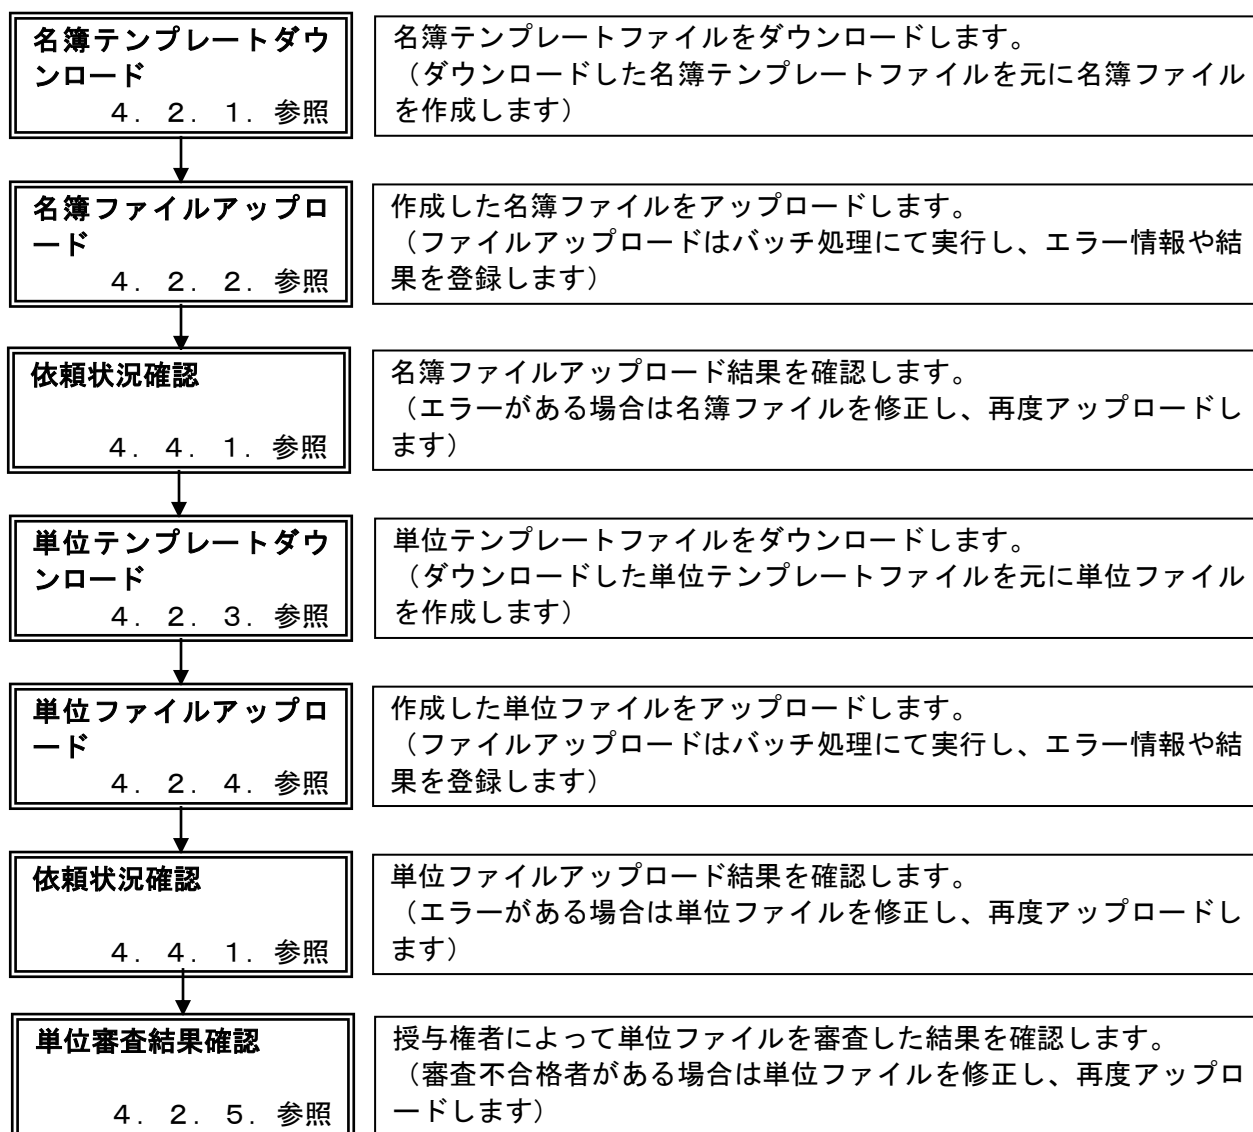 名簿テンプレートダウ
ンロード
４．２．１．参照
名簿テンプレートファイルをダウンロードします。
（ダウンロードした名簿テンプレートファイルを元に名簿ファイル
を作成します）
名簿ファイルアップロ
ード
４．２．２．参照
作成した名簿ファイルをアップロードします。
（ファイルアップロードはバッチ処理にて実行し、エラー情報や結
果を登録します）
依頼状況確認
４．４．１．参照
名簿ファイルアップロード結果を確認します。
（エラーがある場合は名簿ファイルを修正し、再度アップロードし
ます）
単位テンプレートダウ
ンロード
４．２．３．参照
単位テンプレートファイルをダウンロードします。
（ダウンロードした単位テンプレートファイルを元に単位ファイル
を作成します）
単位ファイルアップロ
ード
４．２．４．参照
作成した単位ファイルをアップロードします。
（ファイルアップロードはバッチ処理にて実行し、エラー情報や結
果を登録します）
依頼状況確認
４．４．１．参照
単位ファイルアップロード結果を確認します。
（エラーがある場合は単位ファイルを修正し、再度アップロードし
ます）
単位審査結果確認
４．２．５．参照
授与権者によって単位ファイルを審査した結果を確認します。
（審査不合格者がある場合は単位ファイルを修正し、再度アップロ
ードします）